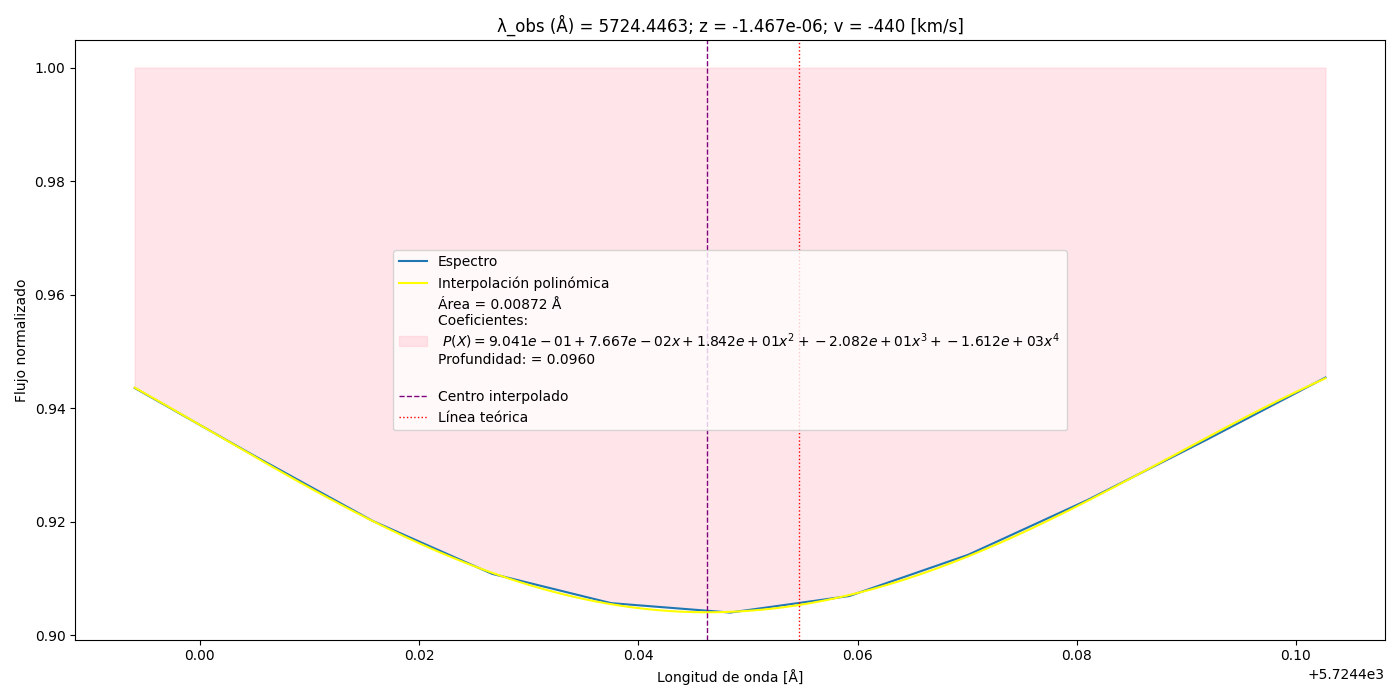 λ_obs (Å) = 5724.4463; z = -1.467e-06; v = -440 [km/s]
Flujo normalizado
1.00
0.98
0.96
0.94
0.92
0.90
Espectro
Interpolación polinómica
Área = 0.00872 Å
Coeficientes:
P(X) = 9.041e − 01 + 7.667e − 02x + 1.842e + 01x² + − 2.082e + 01x³ + − 1.612e + 03x⁴
Profundidad: = 0.0960
Centro interpolado
Línea teórica
0.00 0.02 0.04 0.06 0.08 0.10
+5.7244e3
Longitud de onda [Å]